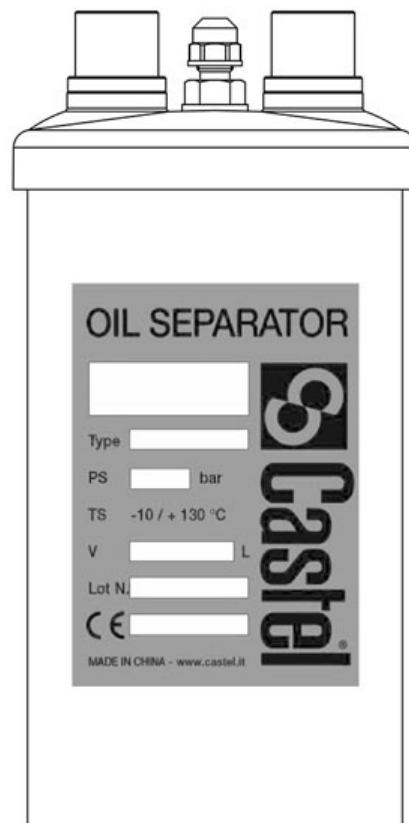 OIL SEPARATOR
Type
PS bar
TS -10 / + 130 °C
V L
Lot N.
CE
MADE IN CHINA - www.castel.it
Castel®